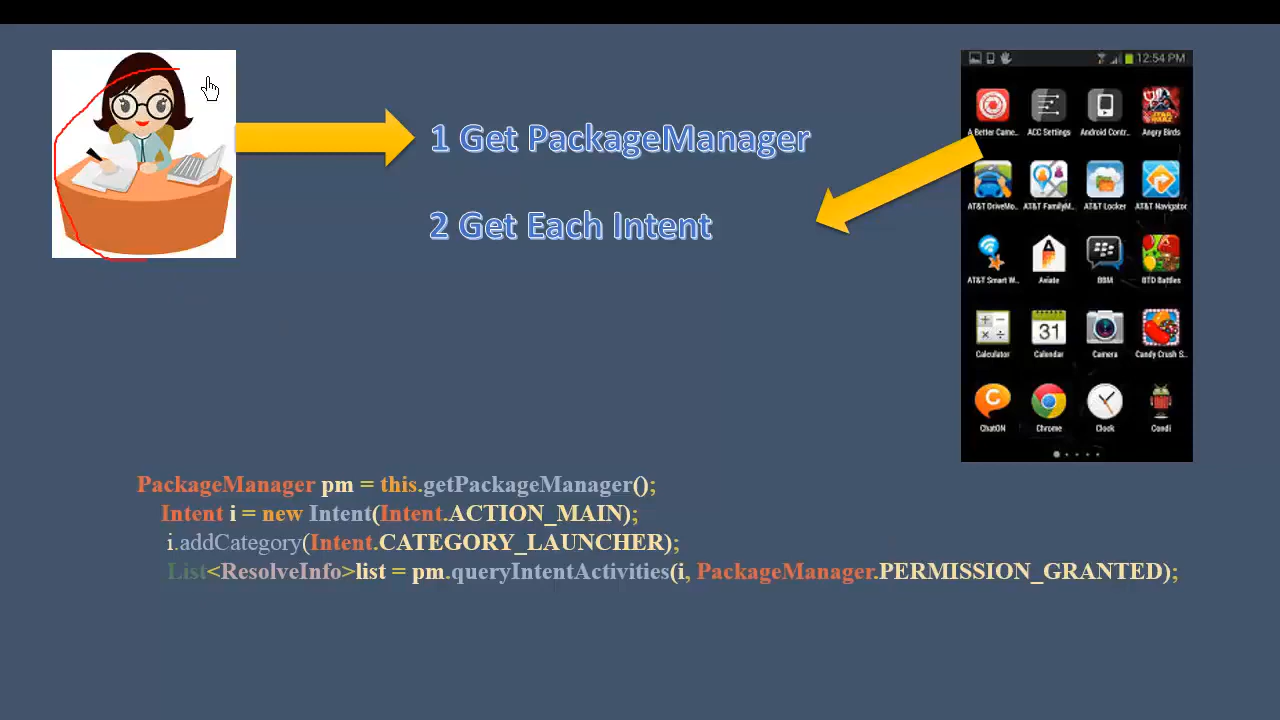 1 Get PackageManager
2 Get Each Intent
12:54 PM
A Better Came...
ACC Settings
Android Contr...
Angry Birds
AT&T DriveMo...
AT&T FamilyM...
AT&T Locker
AT&T Navigator
AT&T Smart W...
Aviate
BBM
BTD Battles
31
Calculator
Calendar
Camera
Candy Crush S...
ChatON
Chrome
Clock
Condi
PackageManager pm = this.getPackageManager();
Intent i = new Intent(Intent.ACTION_MAIN);
i.addCategory(Intent.CATEGORY_LAUNCHER);
List<ResolveInfo>list = pm.queryIntentActivities(i, PackageManager.PERMISSION_GRANTED);